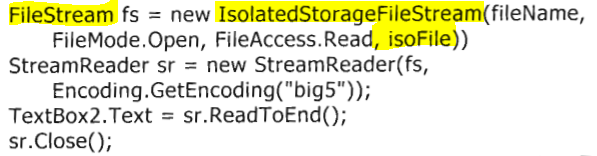 FileStream fs = new IsolatedStorageFileStream(fileName,
FileMode.Open, FileAccess.Read, isoFile))
StreamReader sr = new StreamReader(fs,
Encoding.GetEncoding("big5"));
TextBox2.Text = sr.ReadToEnd();
sr.Close();